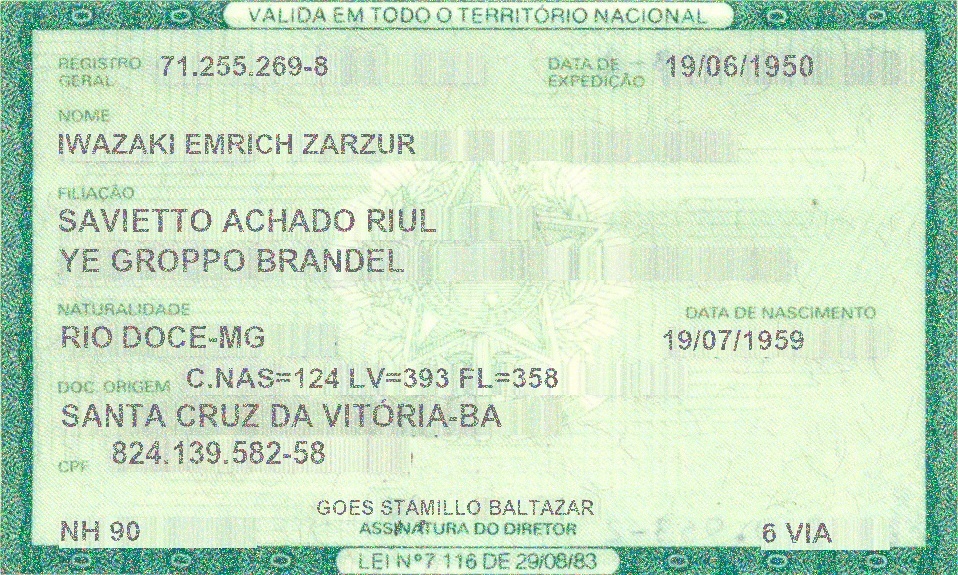 VALIDA EM TODO O TERRITÓRIO NACIONAL
REGISTRO GERAL 71.255.269-8 DATA DE EXPEDIÇÃO 19/06/1950
NOME
IWAZAKI EMRICH ZARZUR
FILIAÇÃO
SAVIETTO ACHADO RIUL
YE GROPPO BRANDEL
NATURALIDADE DATA DE NASCIMENTO
RIO DOCE-MG 19/07/1959
DOC. ORIGEM C.NAS=124 LV=393 FL=358
SANTA CRUZ DA VITÓRIA-BA
CPF 824.139.582-58
GOES STAMILLO BALTAZAR
NH 90 ASSINATURA DO DIRETOR 6 VIA
LEI Nº 7.116 DE 29/08/83